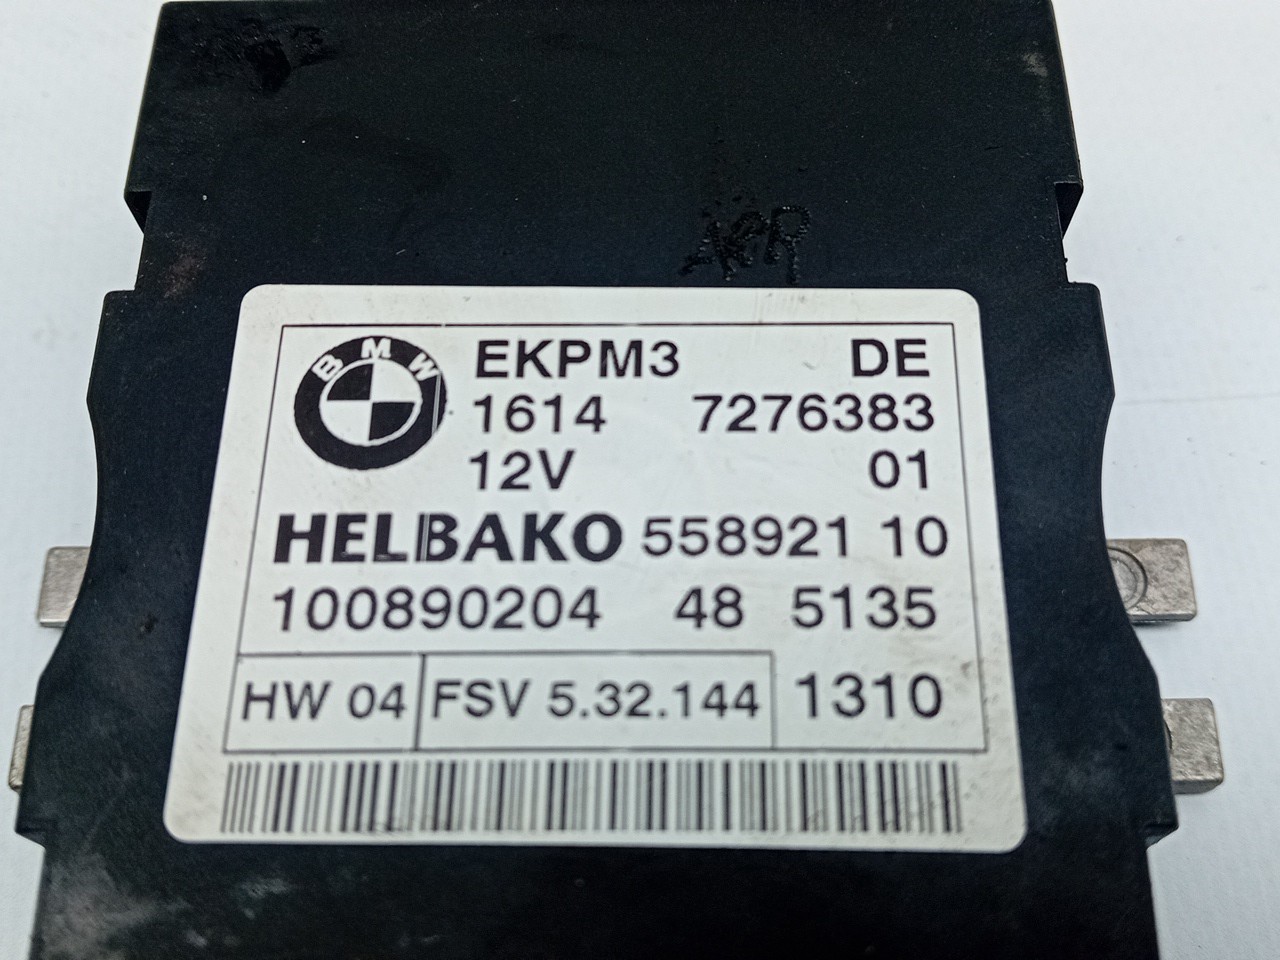 BMW
EKPM3 DE
1614 7276383
12V 01
HELBAKO 558921 10
100890204 48 5135
HW 04 FSV 5.32.144 1310